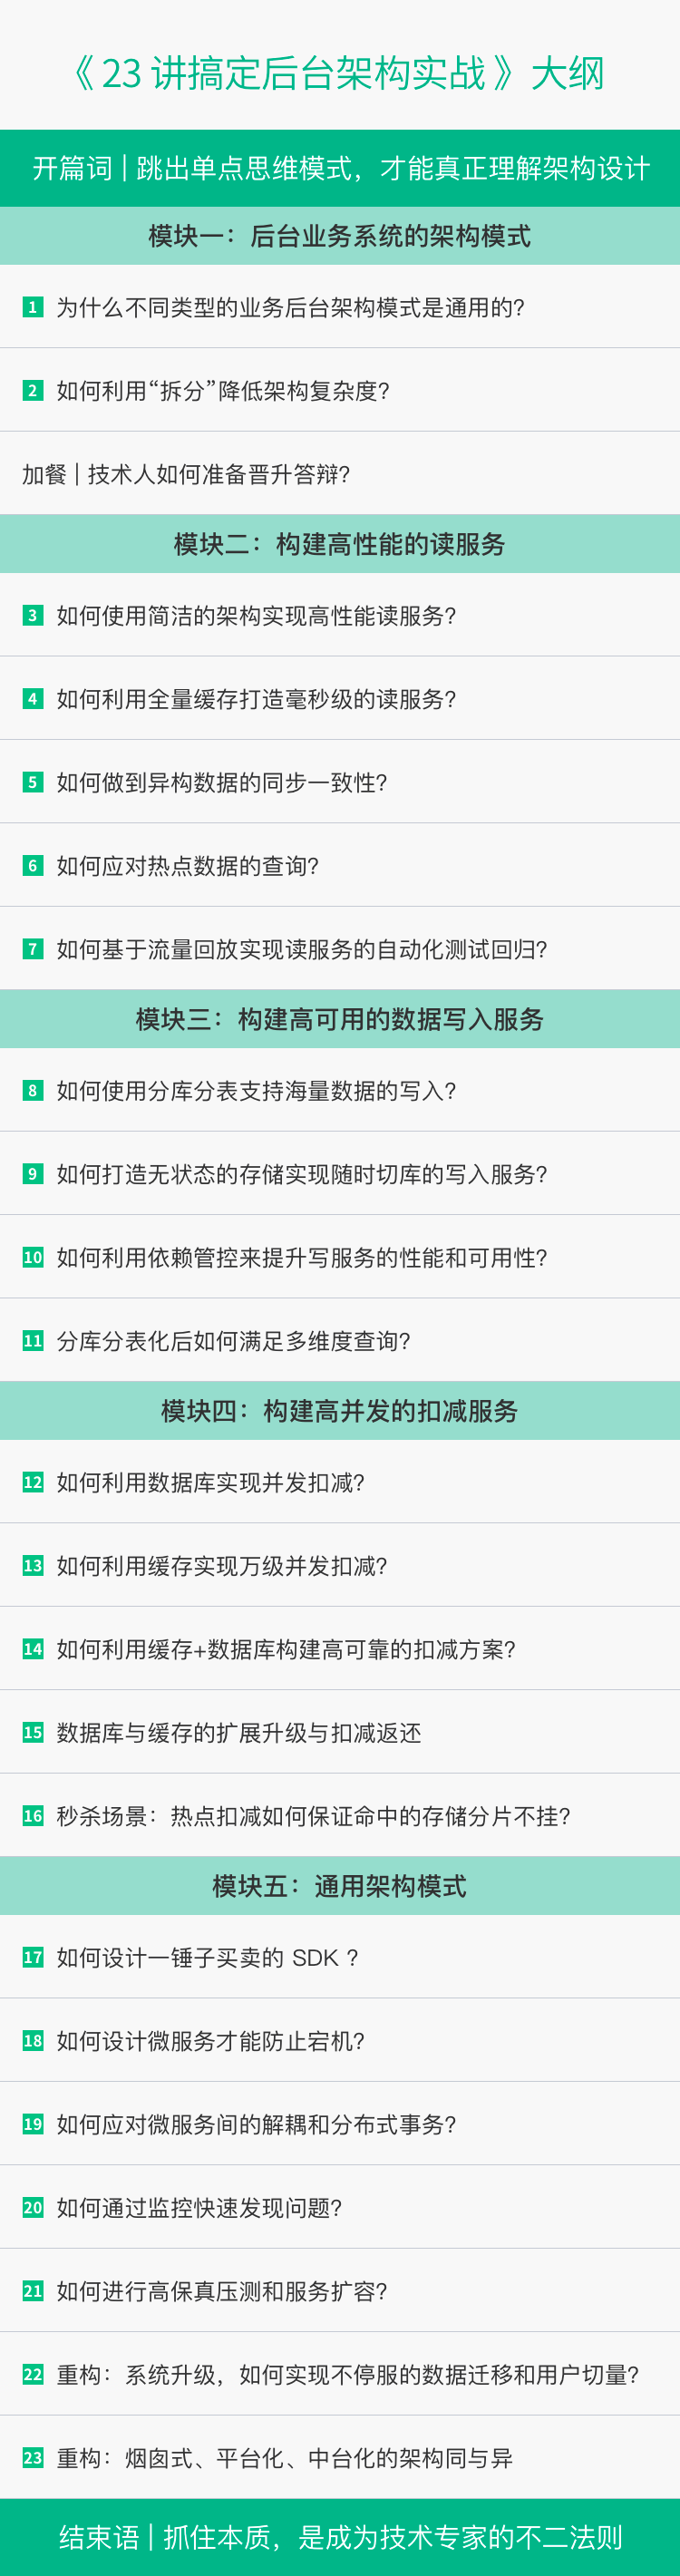 《 23 讲搞定后台架构实战 》大纲
开篇词 | 跳出单点思维模式，才能真正理解架构设计
模块一：后台业务系统的架构模式
1 为什么不同类型的业务后台架构模式是通用的？
2 如何利用“拆分”降低架构复杂度？
加餐 | 技术人如何准备晋升答辩？
模块二：构建高性能的读服务
3 如何使用简洁的架构实现高性能读服务？
4 如何利用全量缓存打造毫秒级的读服务？
5 如何做到异构数据的同步一致性？
6 如何应对热点数据的查询？
7 如何基于流量回放实现读服务的自动化测试回归？
模块三：构建高可用的数据写入服务
8 如何使用分库分表支持海量数据的写入？
9 如何打造无状态的存储实现随时切库的写入服务？
10 如何利用依赖管控来提升写服务的性能和可用性？
11 分库分表化后如何满足多维度查询？
模块四：构建高并发的扣减服务
12 如何利用数据库实现并发扣减？
13 如何利用缓存实现万级并发扣减？
14 如何利用缓存+数据库构建高可靠的扣减方案？
15 数据库与缓存的扩展升级与扣减返还
16 秒杀场景：热点扣减如何保证命中的存储分片不挂？
模块五：通用架构模式
17 如何设计一锤子买卖的 SDK ？
18 如何设计微服务才能防止宕机？
19 如何应对微服务间的解耦和分布式事务？
20 如何通过监控快速发现问题？
21 如何进行高保真压测和服务扩容？
22 重构：系统升级，如何实现不停服的数据迁移和用户切量？
23 重构：烟囱式、平台化、中台化的架构同与异
结束语 | 抓住本质，是成为技术专家的不二法则